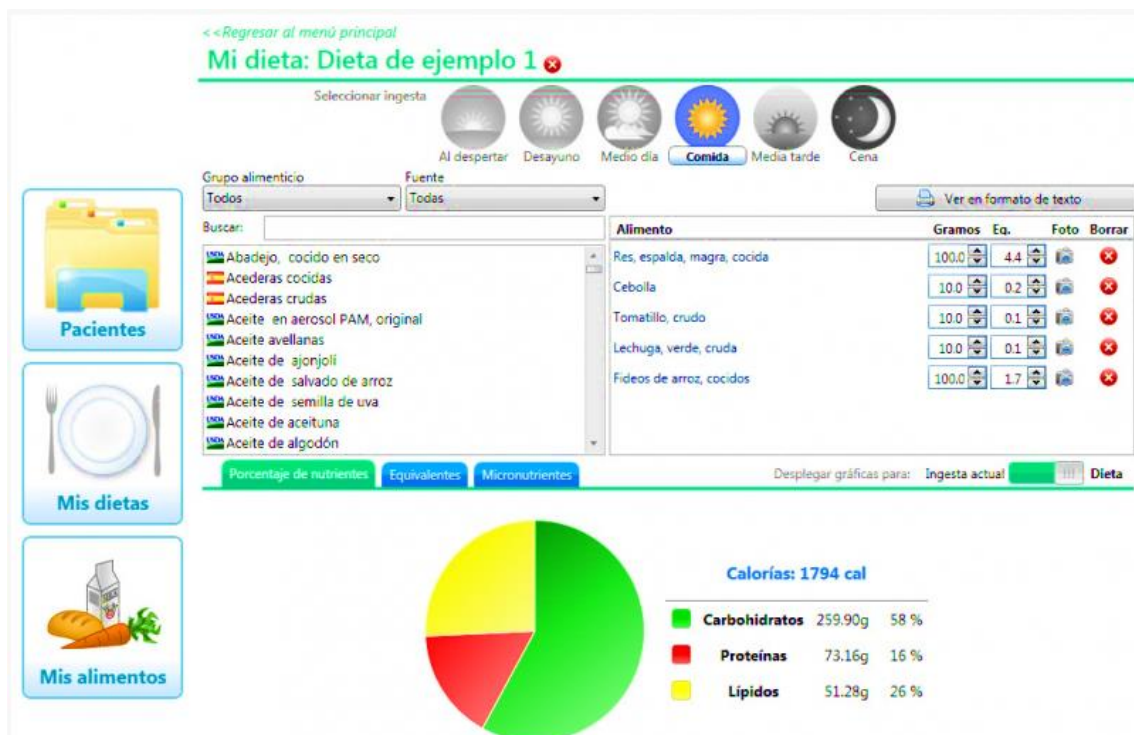 <<Regresar al menú principal
Mi dieta: Dieta de ejemplo 1
Seleccionar ingesta
Al despertar Desayuno Medio día Comida Media tarde Cena
Grupo alimenticio Fuente
Todos Todas Ver en formato de texto
Buscar:
Abadejo, cocido en seco
Acederas cocidas
Acederas crudas
Aceite en aerosol PAM, original
Aceite avellanas
Aceite de ajonjolí
Aceite de salvado de arroz
Aceite de semilla de uva
Aceite de aceituna
Aceite de algodón
Alimento Gramos Eq. Foto Borrar
Res, espalda, magra, cocida 100.0 4.4
Cebolla 10.0 0.2
Tomatillo, crudo 10.0 0.1
Lechuga, verde, cruda 10.0 0.1
Fideos de arroz, cocidos 100.0 1.7
Pacientes
Mis dietas
Mis alimentos
Porcentaje de nutrientes Equivalentes Micronutrientes Desplegar gráficas para: Ingesta actual Dieta
Calorías: 1794 cal
Carbohidratos 259.90g 58 %
Proteínas 73.16g 16 %
Lípidos 51.28g 26 %